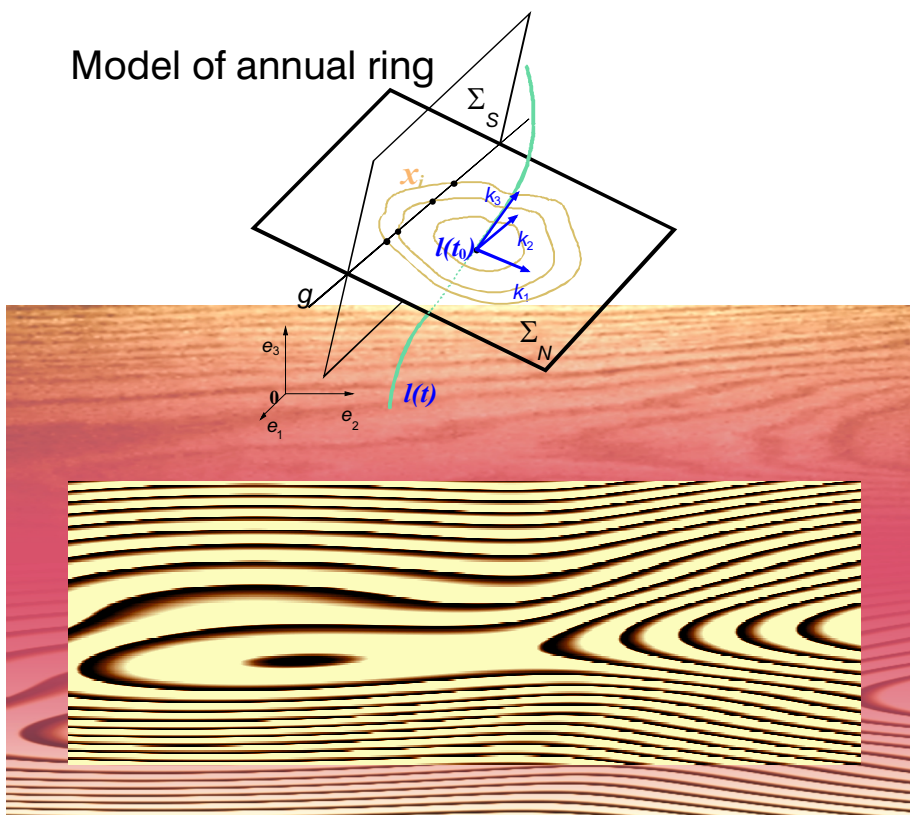 Model of annual ring
Σ_S
x_i
k_3
l(t_0)
k_2
k_1
g
Σ_N
e_3
0
l(t)
e_2
e_1